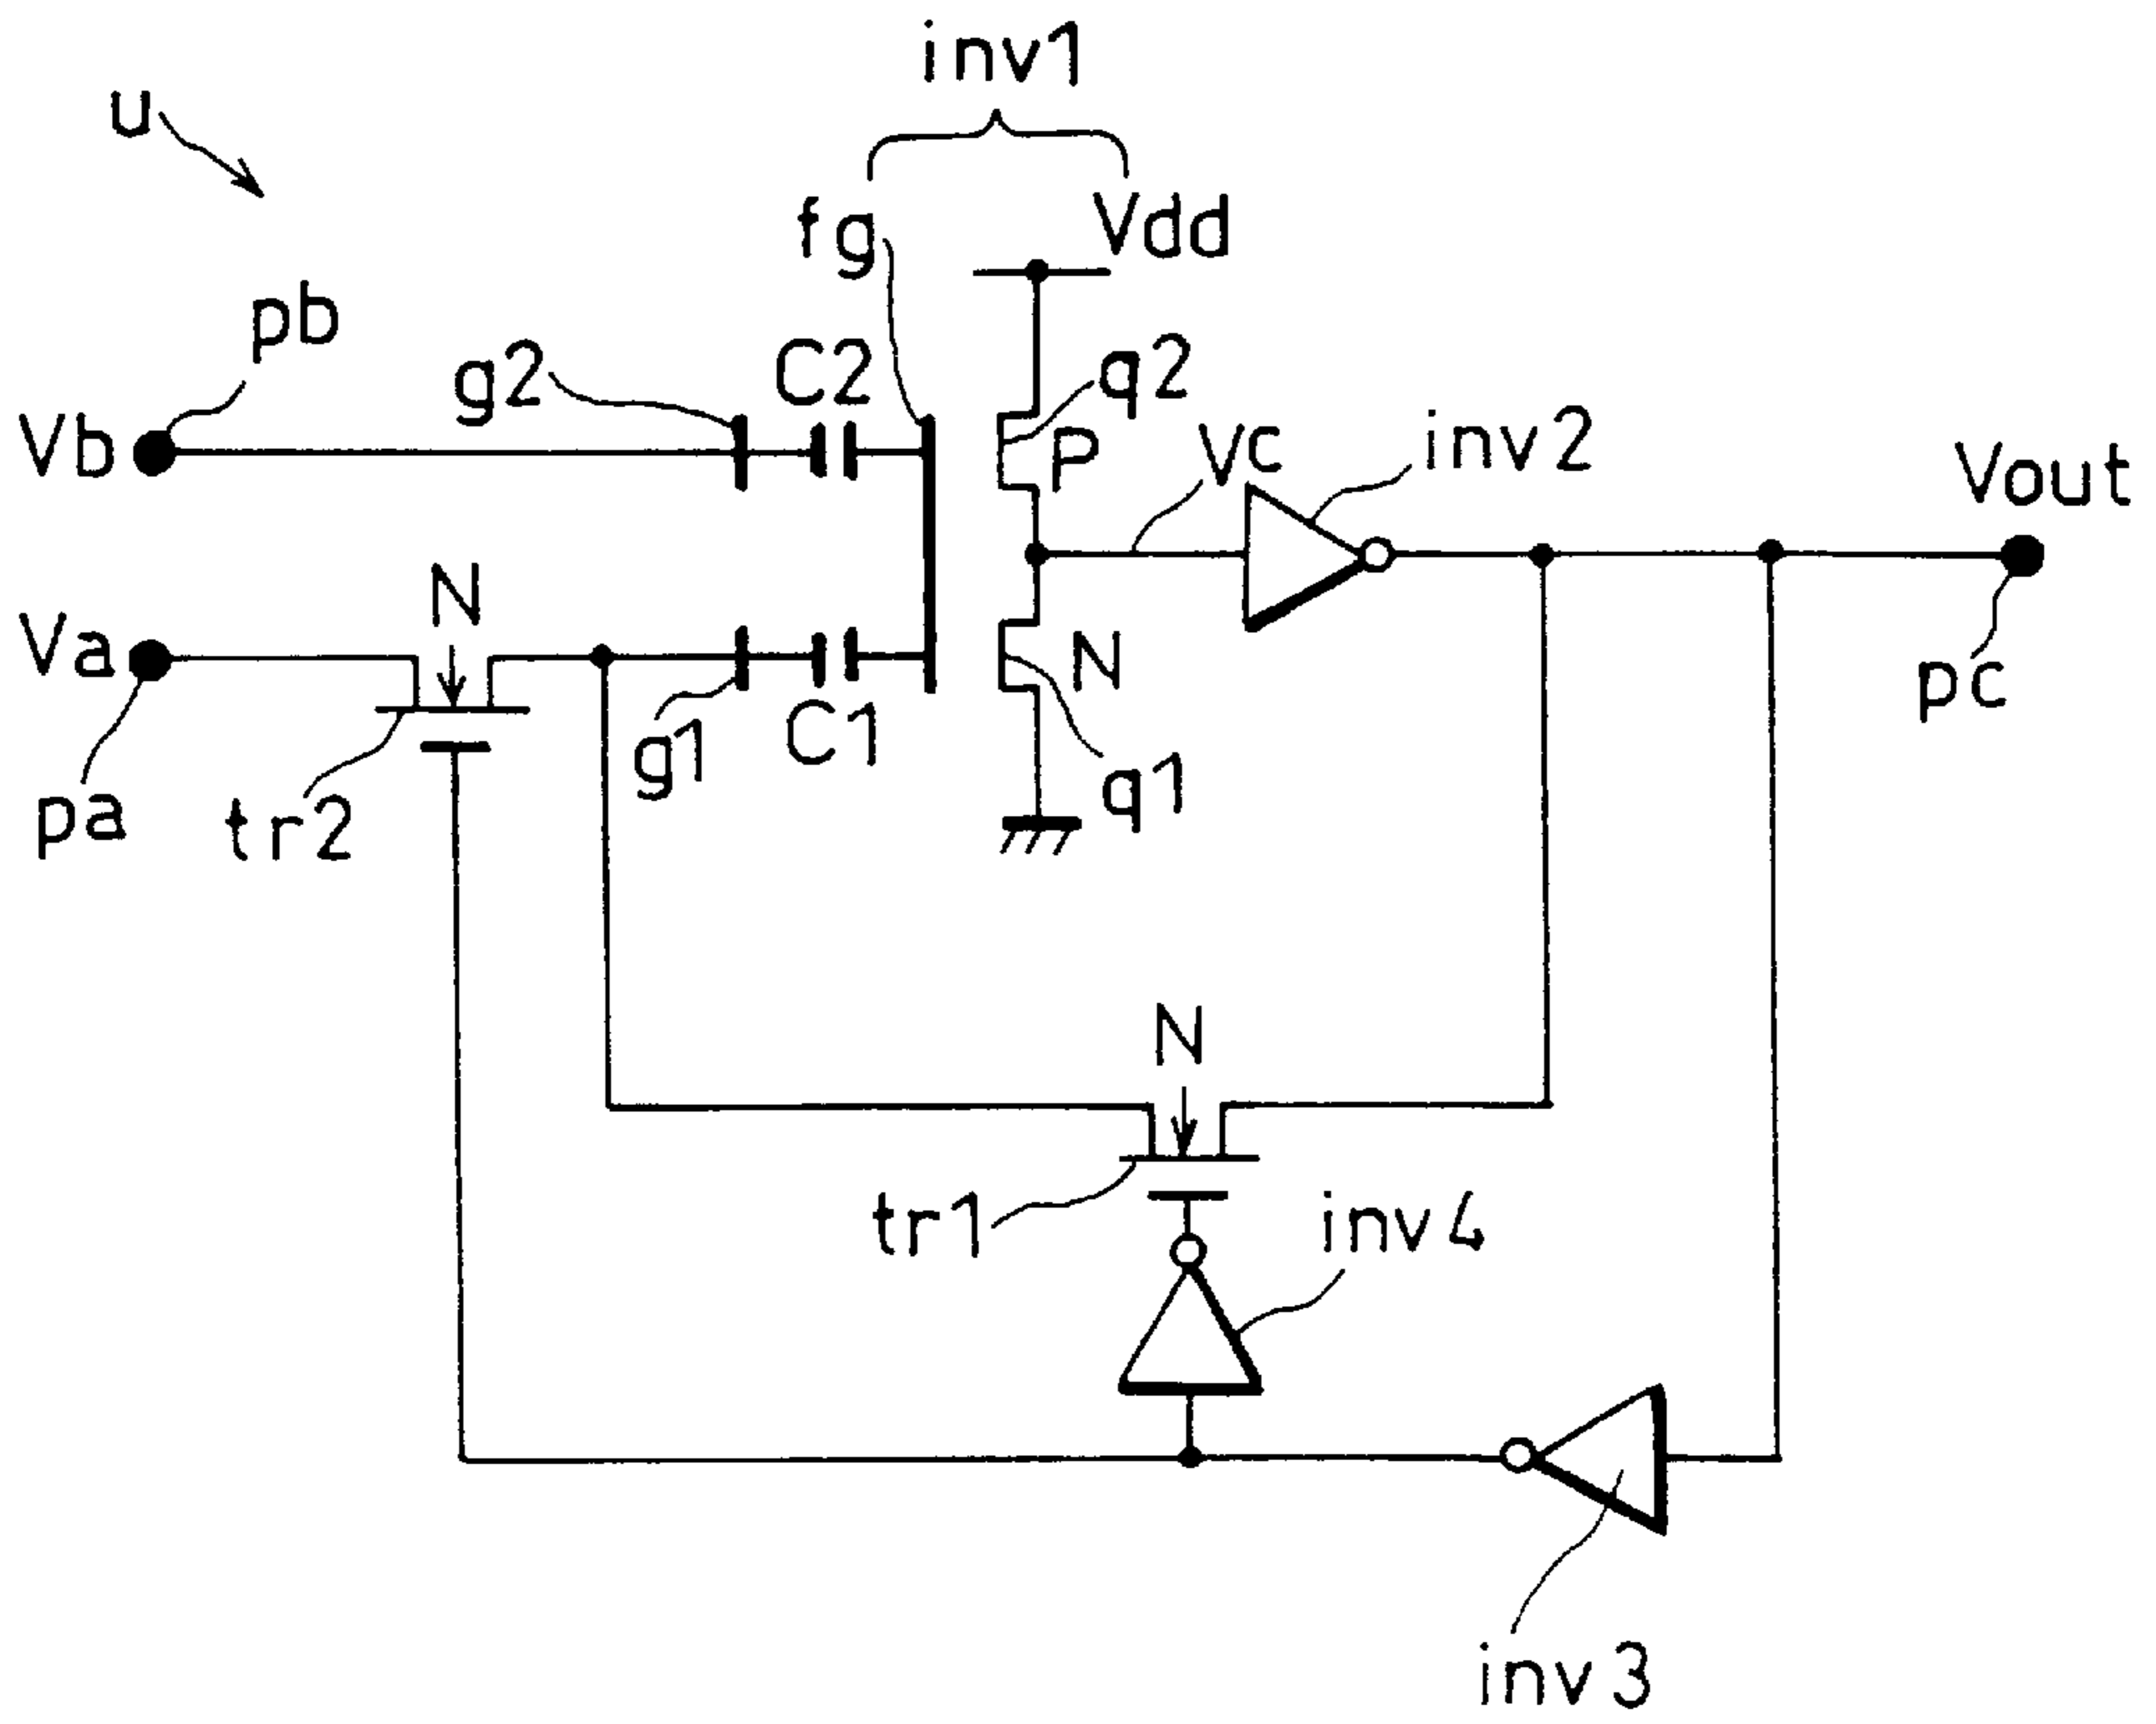 inv1
u
fg
Vdd
pb
g2
C2
q2
Vb
P
Vc
inv2
Vout
N
Va
N
pc
g1
C1
q1
pa
tr2
N
tr1
inv4
inv3